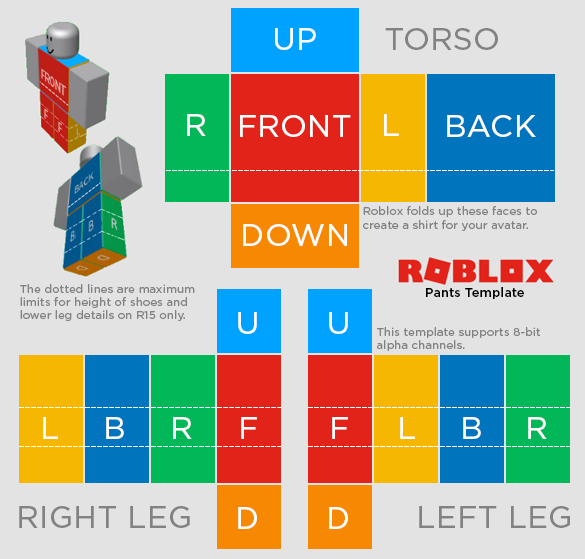 UP
TORSO
FRONT
F
F
L
R
FRONT
L
BACK
BACK
B
B
R
DOWN
Roblox folds up these faces to
create a shirt for your avatar.
The dotted lines are maximum
limits for height of shoes and
lower leg details on R15 only.
ROBLOX
Pants Template
U
U
This template supports 8-bit
alpha channels.
L
B
R
F
F
L
B
R
RIGHT LEG
D
D
LEFT LEG